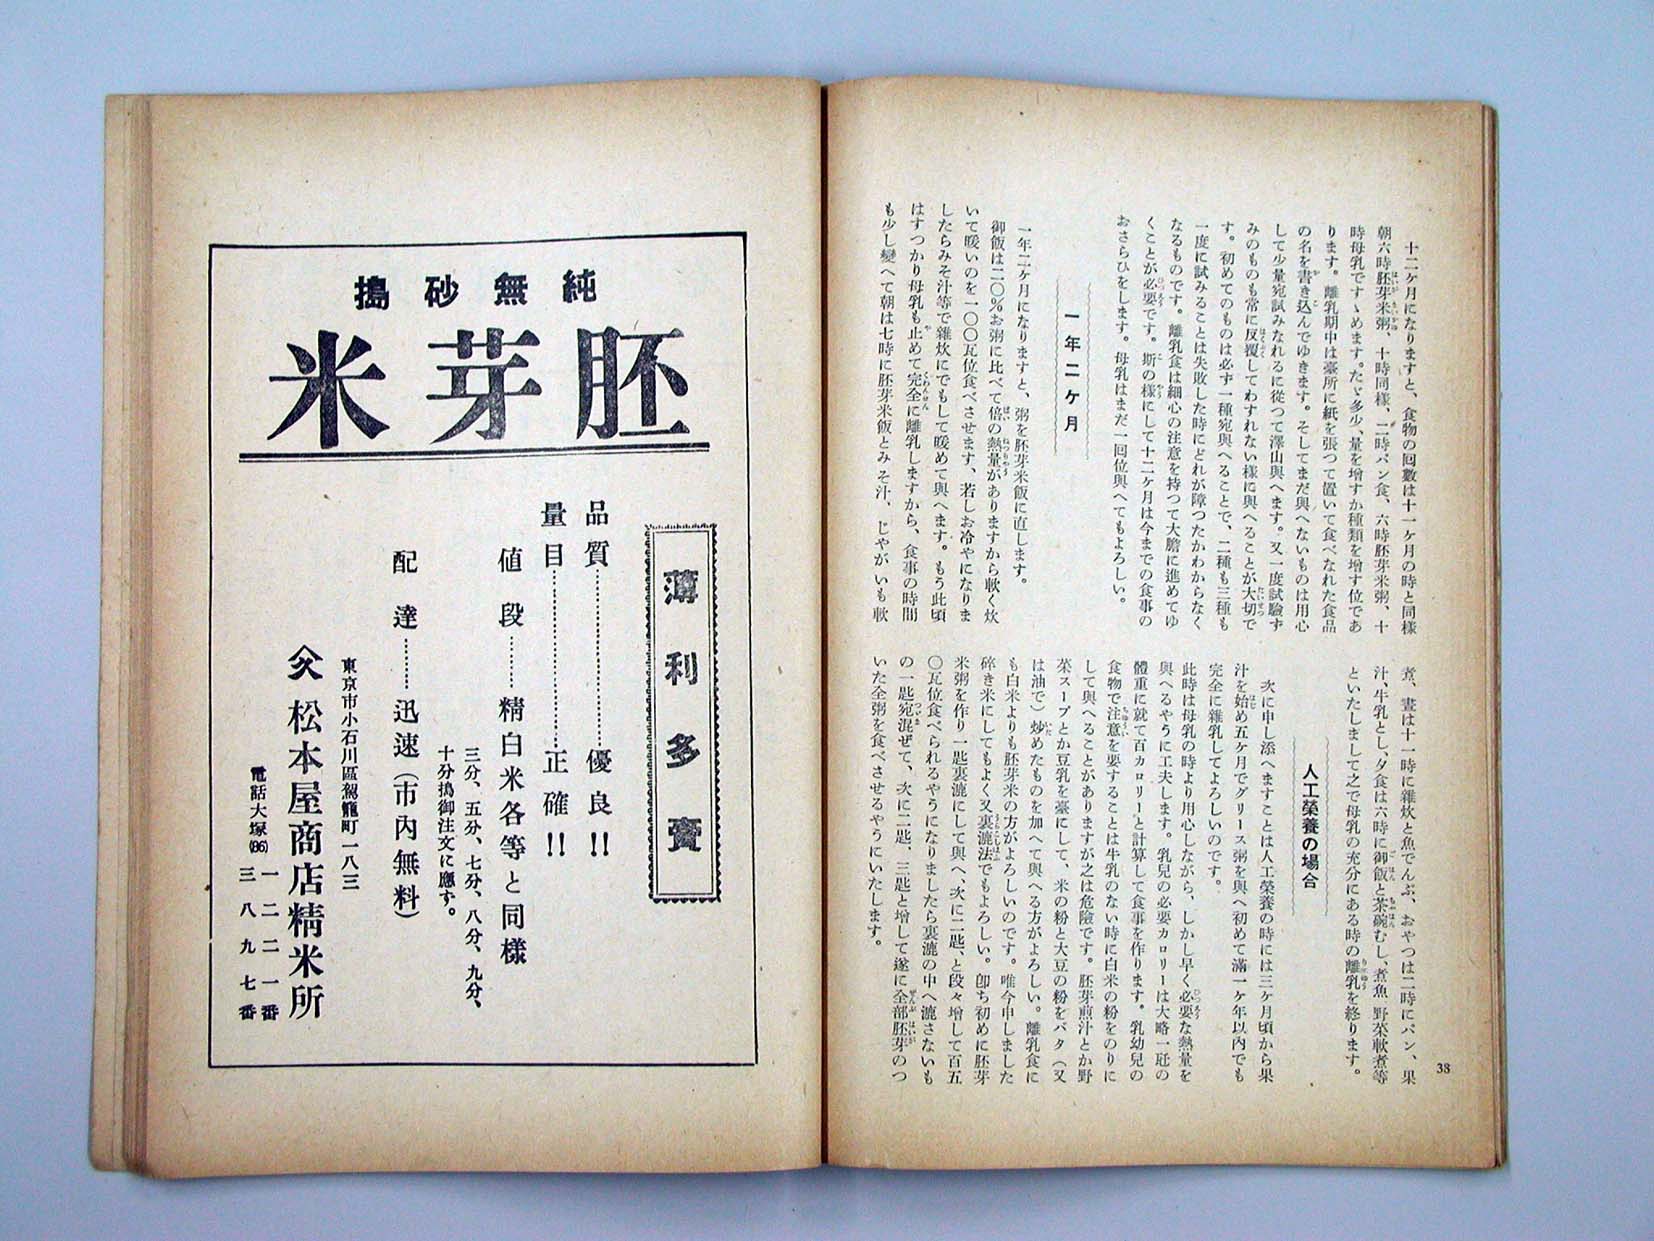 十二ケ月になりますと、食物の回數は十一ケ月の時と同樣
朝六時胚芽米粥、十時同樣、二時パン食、六時胚芽米粥、十
時母乳ですゝめます。たゞ多少、量を增すか種類を增す位であ
ります。離乳期中は臺所に紙を張つて置いて食べなれた食品
の名を書き込んでゆきます。そしてまだ與へないものは用心
して少量宛試みなれるに從つて澤山與へます。又一度試驗ず
みのものも常に反覆してわすれない樣に與へることが大切で
す。初めてのものは必ず一種宛與へることで、二種も三種も
一度に試みることは失敗した時にどれが障つたかわからなく
なるものです。離乳食は細心の注意を持つて大膽に進めてゆ
くことが必要です。斯の樣にして十二ケ月は今までの食事の
おさらひをします。母乳はまだ一回位與へてもよろしい。
一年二ケ月
一年二ケ月になりますと、粥を胚芽米飯に直します。
御飯は二〇%お粥に比べて倍の熱量がありますから軟く炊
いて暖いのを一〇〇瓦位食べさせます、若しお冷やになりま
したらみそ汁等で雜炊にでもして暖めて與へます。もう此頃
はすつかり母乳も止めて完全に離乳しますから、食事の時間
も少し變へて朝は七時に胚芽米飯とみそ汁、じやがいも軟
煮、晝は十一時に雜炊と魚でんぶ、おやつは二時にパン、果
汁、牛乳とし、夕食は六時に御飯と茶碗むし、煮魚、野菜軟煮等
といたしまして之で母乳の充分にある時の離乳を終ります。
人工榮養の場合
次に申し添へますことは人工榮養の時には三ケ月頃から果
汁を始め五ケ月でグリース粥を與へ初めて滿一ケ年以內でも
完全に離乳してよろしいのです。
此時は母乳の時より用心しながら、しかし早く必要な熱量を
與へるやうに工夫します。乳兒の必要カロリーは大略一瓩の
體重に就て百カロリーと計算して食事を作ります。乳幼兒の
食物で注意を要することは牛乳のない時に白米の粉をのりに
して與へることがありますが之は危險です。胚芽煎汁とか野
菜スープとか豆乳を臺にして、米の粉と大豆の粉をバタ(又
は油で)炒めたものを加へて與へる方がよろしい。離乳食に
も白米よりも胚芽米の方がよろしいのです。唯今申しました
碎き米にしてもよく又裏漉法でもよろしい。卽ち初めに胚芽
米粥を作り一匙裏漉にして與へ、次に二匙、と段々增して百五
〇瓦位食べられるやうになりましたら裏漉の中へ漉さないも
の一匙宛混ぜて、次に二匙、三匙と增して遂に全部胚芽のつ
いた全粥を食べさせるやうにいたします。
38
純無砂搗
胚芽米
薄利多賣
品質………優良!!
量目………正確!!
値段……精白米各等と同樣
三分、五分、七分、八分、九分、
十分搗御注文に應ず。
配達……迅速(市內無料)
東京市小石川區駕籠町一八三
久 松本屋商店精米所
電話大塚(86) 一二二一番
三八九七番